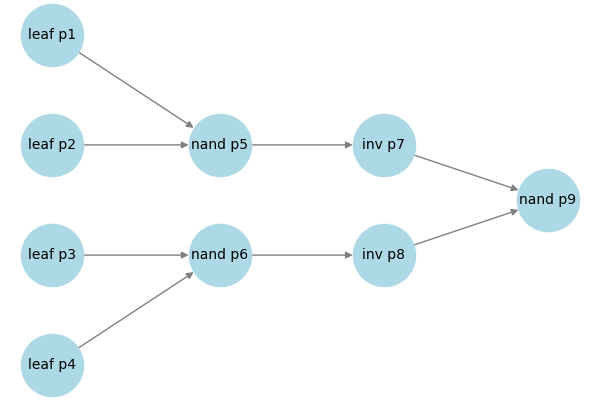 leaf p1
leaf p2
nand p5
inv p7
nand p9
leaf p3
nand p6
inv p8
leaf p4